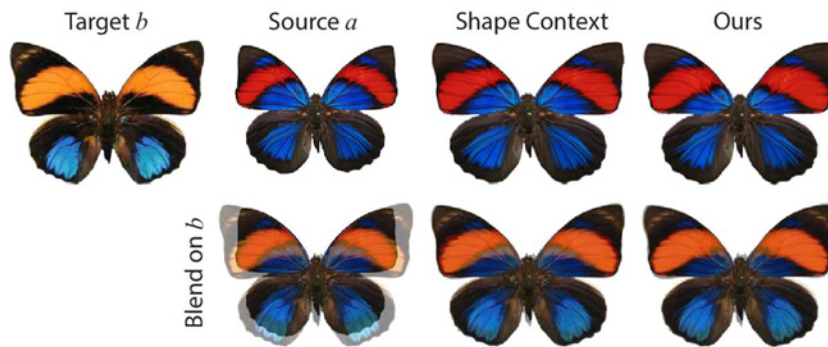 Target b
Source a
Shape Context
Ours
Blend on b